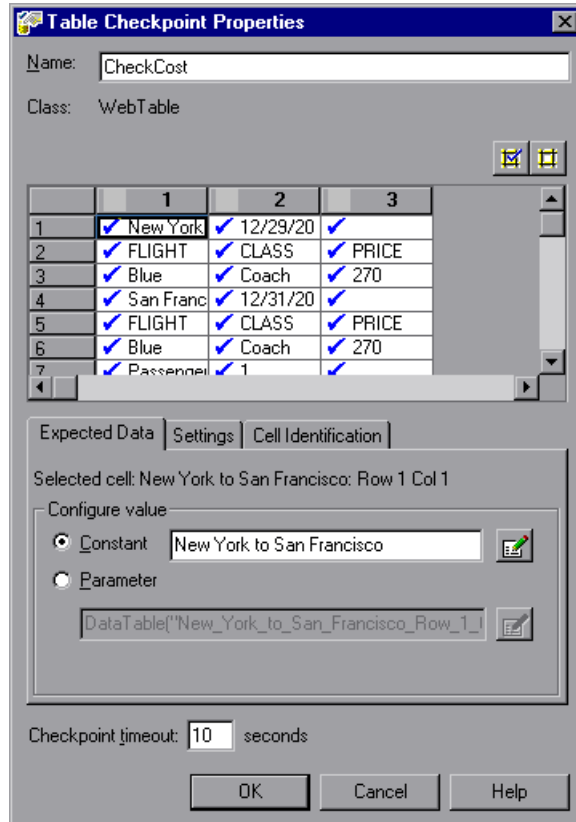 Table Checkpoint Properties
Name: CheckCost
Class: WebTable
1 2 3
1 New York 12/29/20
2 FLIGHT CLASS PRICE
3 Blue Coach 270
4 San Franc 12/31/20
5 FLIGHT CLASS PRICE
6 Blue Coach 270
7 Passenger 1
Expected Data Settings Cell Identification
Selected cell: New York to San Francisco: Row 1 Col 1
Configure value
Constant New York to San Francisco
Parameter
DataTable("New_York_to_San_Francisco_Row_1_
Checkpoint timeout: 10 seconds
OK Cancel Help